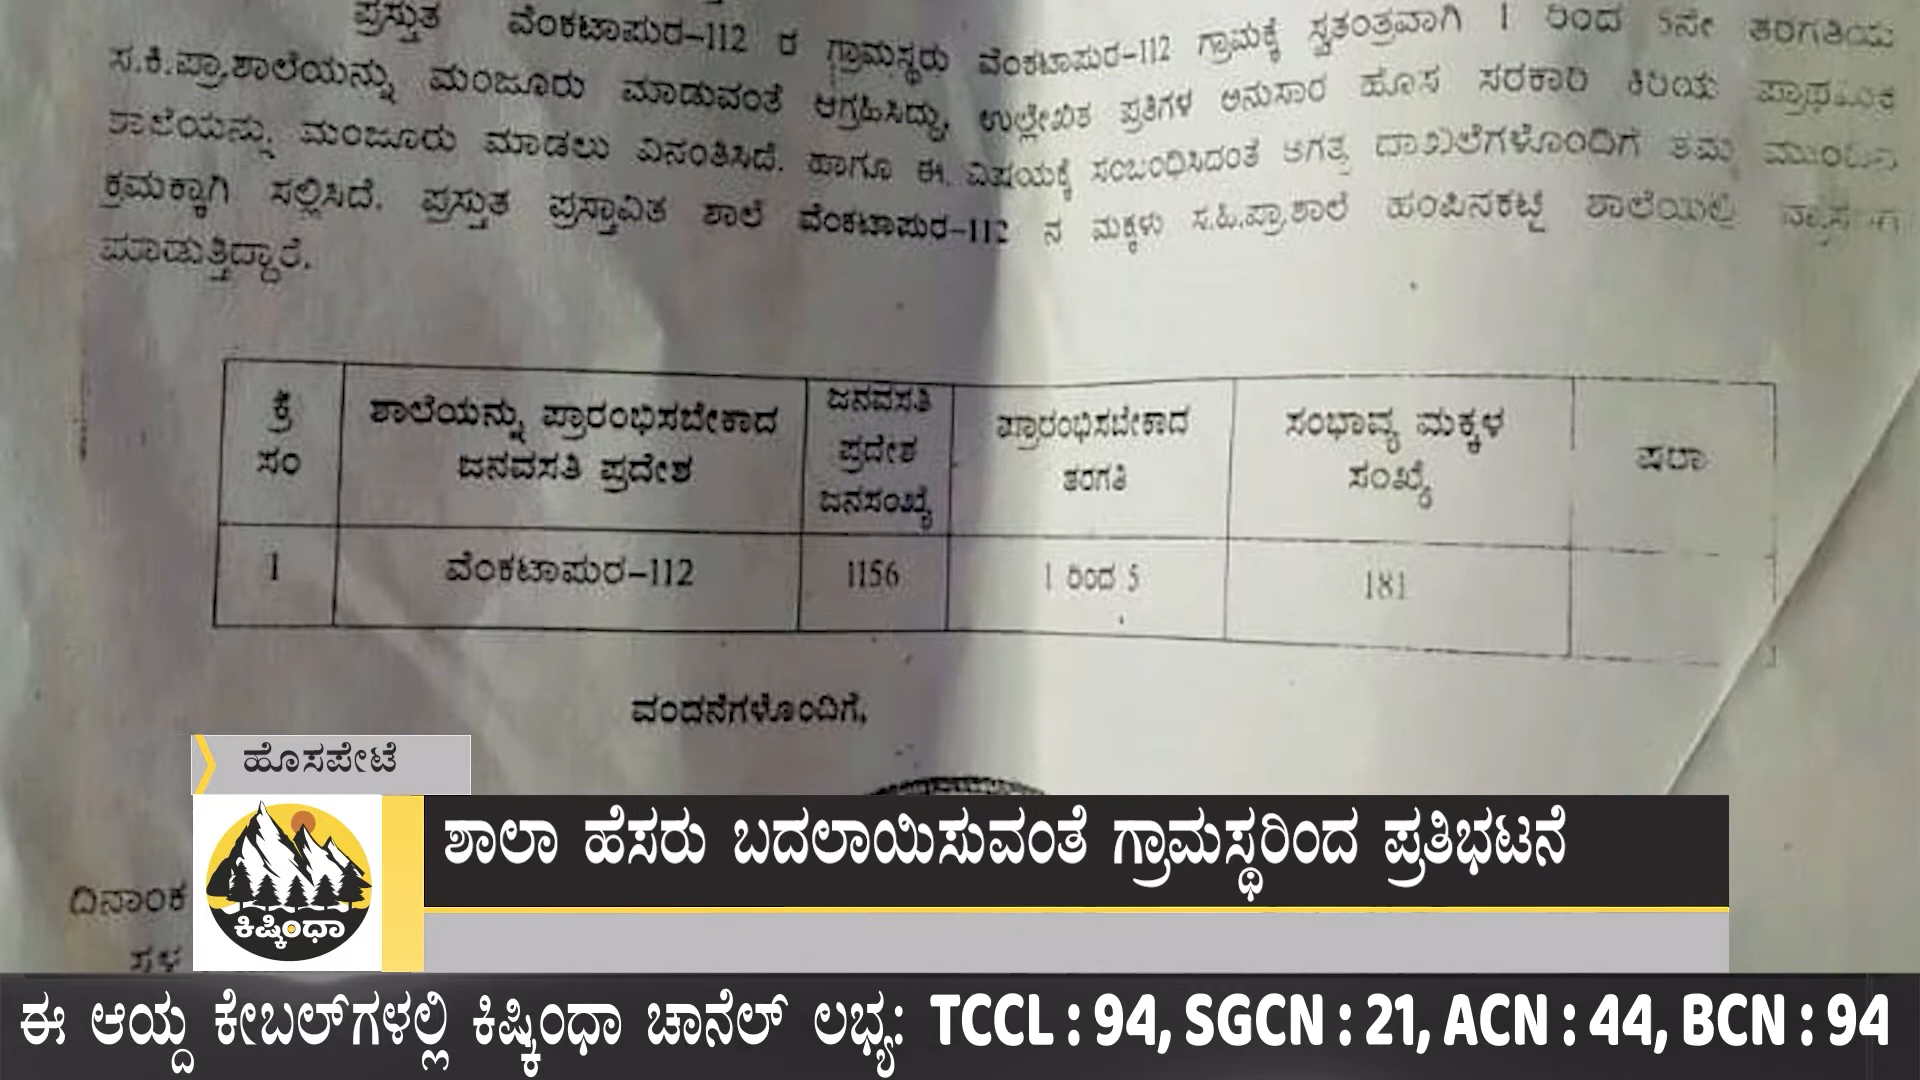 ಪ್ರಸ್ತುತ ವೆಂಕಟಾಪುರ-112 ರ ಗ್ರಾಮಸ್ಥರು ವೆಂಕಟಾಪುರ-112 ಗ್ರಾಮಕ್ಕೆ ಸ್ವತಂತ್ರವಾಗಿ 1 ರಿಂದ 5ನೇ ತರಗತಿಯ
ಸ.ಕಿ.ಪ್ರಾ.ಶಾಲೆಯನ್ನು ಮಂಜೂರು ಮಾಡುವಂತೆ ಆಗ್ರಹಿಸಿದ್ದು, ಉಲ್ಲೇಖಿತ ಪ್ರತಿಗಳ ಅನುಸಾರ ಹೊಸ ಸರಕಾರಿ ಕಿರಿಯ ಪ್ರಾಥಮಿಕ
ಶಾಲೆಯನ್ನು ಮಂಜೂರು ಮಾಡಲು ವಿನಂತಿಸಿದೆ. ಹಾಗೂ ಈ ವಿಷಯಕ್ಕೆ ಸಂಬಂಧಿಸಿದಂತೆ ಅಗತ್ಯ ದಾಖಲೆಗಳೊಂದಿಗೆ ತಮ್ಮ ಮುಂದಿನ
ಕ್ರಮಕ್ಕಾಗಿ ಸಲ್ಲಿಸಿದೆ. ಪ್ರಸ್ತುತ ಪ್ರಸ್ತಾವಿತ ಶಾಲೆ ವೆಂಕಟಾಪುರ-112 ನ ಮಕ್ಕಳು ಸ.ಹಿ.ಪ್ರಾ.ಶಾಲೆ ಹಂಪಿನಕಟ್ಟೆ ಶಾಲೆಯಲ್ಲಿ
ಮಾಡುತ್ತಿದ್ದಾರೆ.
ಕ್ರ ಸಂ
ಶಾಲೆಯನ್ನು ಪ್ರಾರಂಭಿಸಬೇಕಾದ
ಜನವಸತಿ ಪ್ರದೇಶ
ಜನವಸತಿ
ಪ್ರದೇಶ
ಜನಸಂಖ್ಯೆ
ಪ್ರಾರಂಭಿಸಬೇಕಾದ
ತರಗತಿ
ಸಂಭಾವ್ಯ ಮಕ್ಕಳ
ಸಂಖ್ಯೆ
ಷರಾ
1 ವೆಂಕಟಾಪುರ-112 1156 1 ರಿಂದ 5 181
ವಂದನೆಗಳೊಂದಿಗೆ,
ಹೊಸಪೇಟೆ
ಶಾಲಾ ಹೆಸರು ಬದಲಾಯಿಸುವಂತೆ ಗ್ರಾಮಸ್ಥರಿಂದ ಪ್ರತಿಭಟನೆ
ದಿನಾಂಕ
ಕಿಷ್ಕಿಂಧಾ
ಈ ಆಯ್ದ ಕೇಬಲ್‌ಗಳಲ್ಲಿ ಕಿಷ್ಕಿಂಧಾ ಚಾನೆಲ್ ಲಭ್ಯ: TCCL : 94, SGCN : 21, ACN : 44, BCN : 94